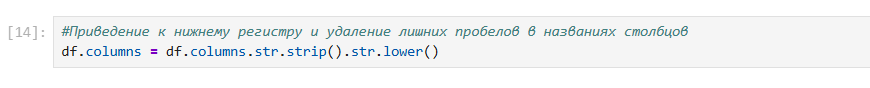 [14]: #Приведение к нижнему регистру и удаление лишних пробелов в названиях столбцов
df.columns = df.columns.str.strip().str.lower()